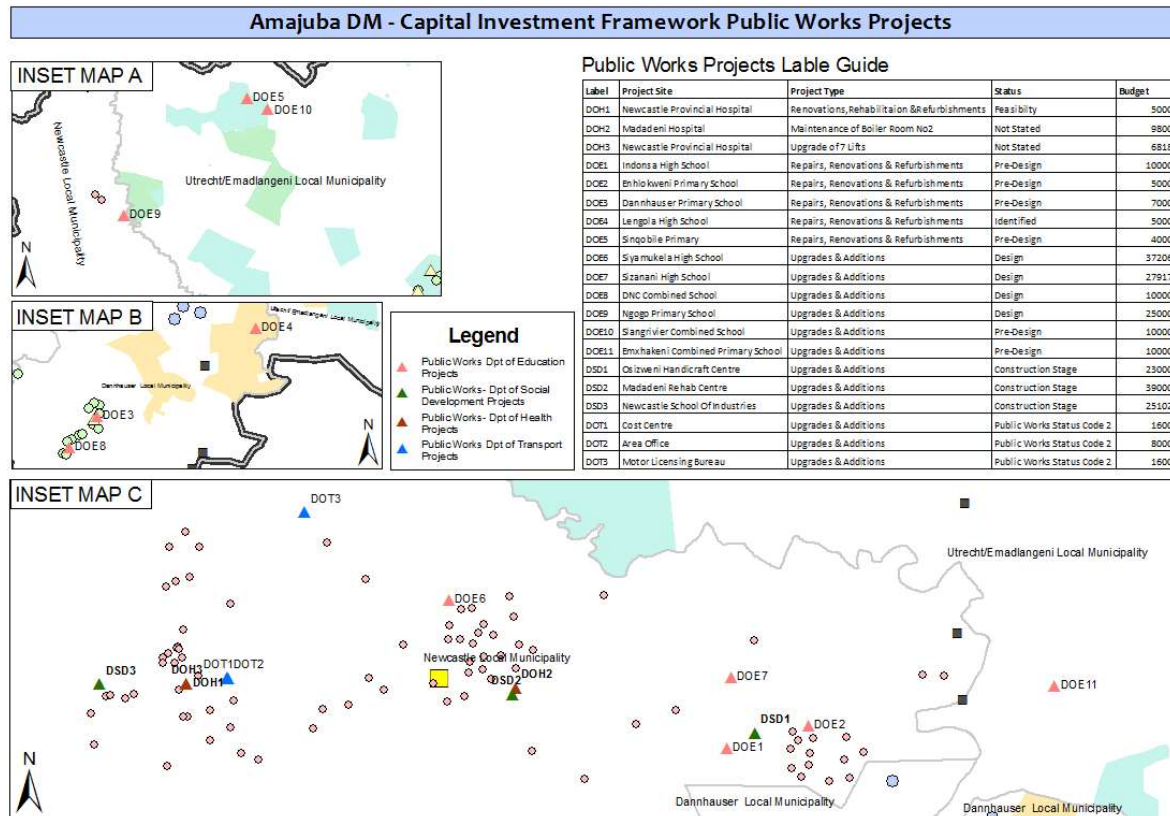 Amajuba DM - Capital Investment Framework Public Works Projects
INSET MAP A
DOE5
DOE10
Newcastle Local Municipality
Utrecht/Emadlangeni Local Municipality
DOE9
N
INSET MAP B
Utrecht/Emadlangeni Local Municipality
DOE4
Dannhauser Local Municipality
DOE3
DOE8
N
Legend
Public Works Dpt of Education
Projects
Public Works- Dpt of Social
Development Projects
Public Works- Dpt of Health
Projects
Public Works Dpt of Transport
Projects
Public Works Projects Lable Guide
Label Project Site Project Type Status Budget
DOH1 Newcastle Provincial Hospital Renovations,Rehabilitaion &Refurbishments Feasibilty
DOH2 Madadeni Hospital Maintenance of Boiler Room No2 Not Stated
DOH3 Newcastle Provincial Hospital Upgrade of 7 Lifts Not Stated
DOE1 Indonsa High School Repairs, Renovations & Refurbishments Pre-Design
DOE2 Enhlokweni Primary School Repairs, Renovations & Refurbishments Pre-Design
DOE3 Dannhauser Primary School Repairs, Renovations & Refurbishments Pre-Design
DOE4 High School Repairs, Renovations & Refurbishments Identified
DOE5 Primary Repairs, Renovations & Refurbishments Pre-Design
DOE6 Siyamukela High School Upgrades & Additions Design
DOE7 Sizanani High School Upgrades & Additions Design
DOE8 DNC Combined School Upgrades & Additions Design
DOE9 Ngogo Primary School Upgrades & Additions Design
DOE10 Slangrivier Combined School Upgrades & Additions Pre-Design
DOE11 Emxhakeni Combined Primary School Upgrades & Additions Pre-Design
DSD1 Osizweni Handicraft Centre Upgrades & Additions Construction Stage
DSD2 Madadeni Rehab Centre Upgrades & Additions Construction Stage
DSD3 Newcastle School Of Industries Upgrades & Additions Construction Stage
DOT1 Cost Centre Upgrades & Additions Public Works Status Code 2
DOT2 Area Office Upgrades & Additions Public Works Status Code 2
DOT3 Motor Licensing Bureau Upgrades & Additions Public Works Status Code 2
INSET MAP C
DOT3
Utrecht/Emadlangeni Local Municipality
DOE6
Newcastle Local Municipality
DSD3
DOH3
DOH1
DOT1DOT2
DOH2
DSD2
DOE7
DOE11
DSD1
DOE2
DOE1
N
Dannhauser Local Municipality
Dannhauser Local Municipality